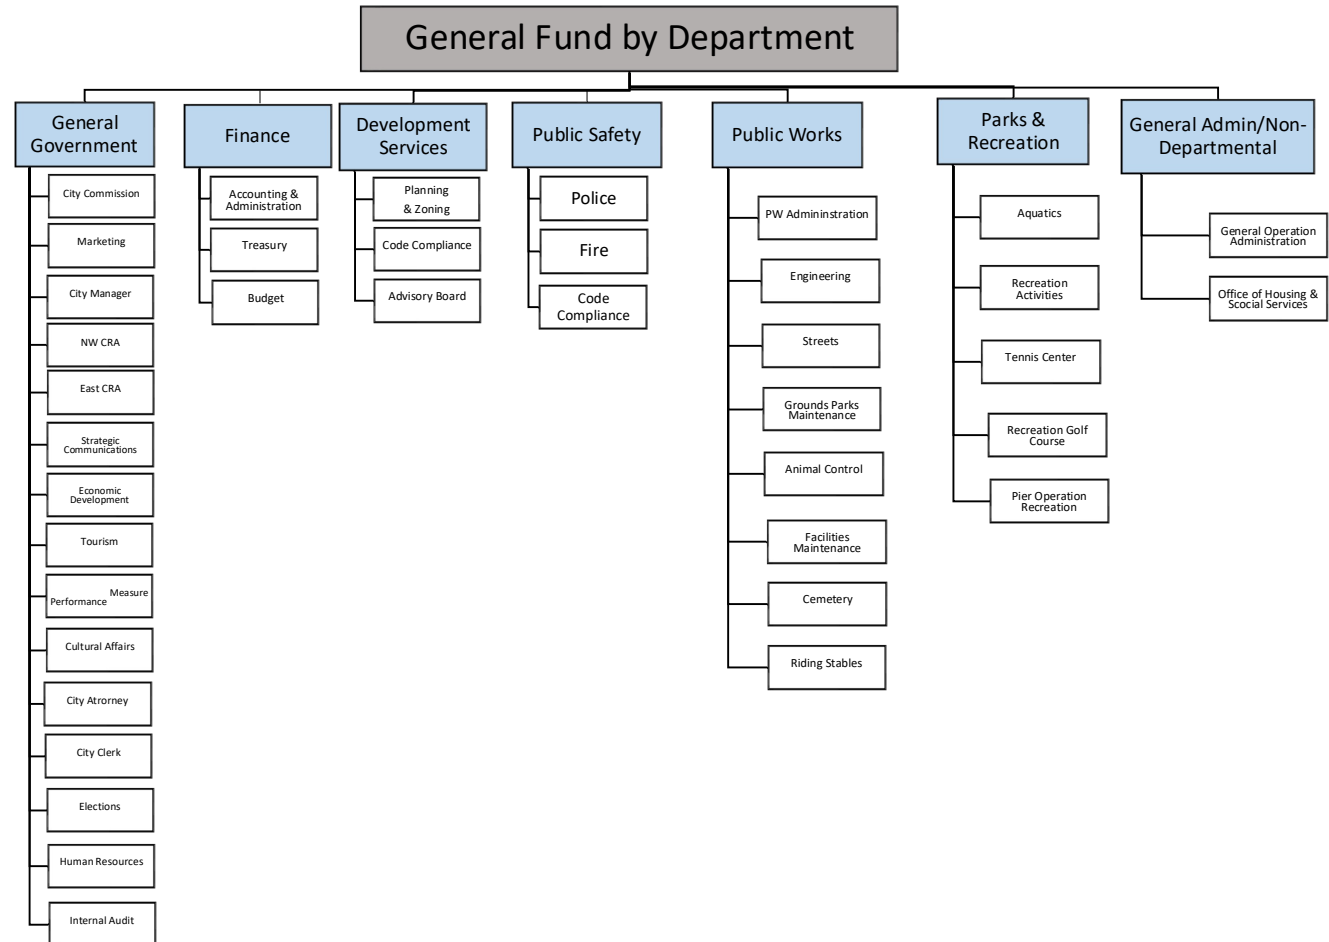 General Fund by Department
General
Government
City Commission
Marketing
City Manager
NW CRA
East CRA
Strategic
Communications
Economic
Development
Tourism
Measure
Performance
Cultural Affairs
City Atrorney
City Clerk
Elections
Human Resources
Internal Audit
Finance
Accounting &
Administration
Treasury
Budget
Development
Services
Planning
& Zoning
Code Compliance
Advisory Board
Public Safety
Police
Fire
Code
Compliance
Public Works
PW Admininstration
Engineering
Streets
Grounds Parks
Maintenance
Animal Control
Facilities
Maintenance
Cemetery
Riding Stables
Parks &
Recreation
Aquatics
Recreation
Activities
Tennis Center
Recreation Golf
Course
Pier Operation
Recreation
General Admin/Non-
Departmental
General Operation
Administration
Office of Housing &
Scocial Services